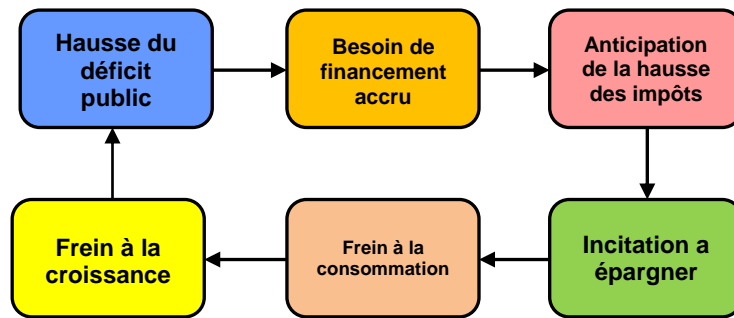 Hausse du
déficit
public
Besoin de
financement
accru
Anticipation
de la hausse
des impôts
Incitation a
épargner
Frein à la
consommation
Frein à la
croissance